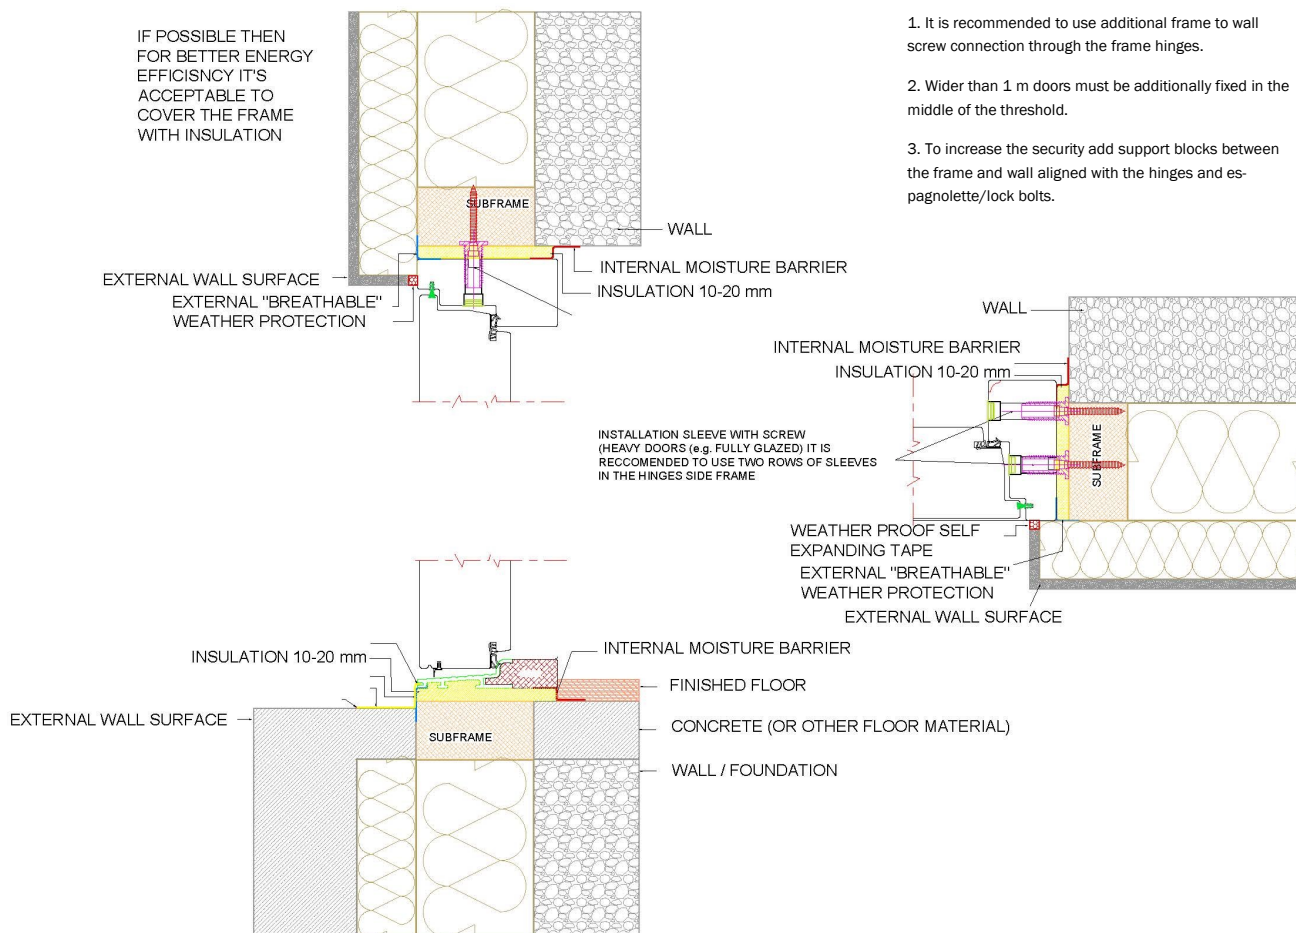 IF POSSIBLE THEN
FOR BETTER ENERGY
EFFICISNCY IT'S
ACCEPTABLE TO
COVER THE FRAME
WITH INSULATION
1. It is recommended to use additional frame to wall
screw connection through the frame hinges.
2. Wider than 1 m doors must be additionally fixed in the
middle of the threshold.
3. To increase the security add support blocks between
the frame and wall aligned with the hinges and es-
pagnolette/lock bolts.
SUBFRAME
WALL
INTERNAL MOISTURE BARRIER
INSULATION 10-20 mm
EXTERNAL WALL SURFACE
EXTERNAL "BREATHABLE"
WEATHER PROTECTION
WALL
INTERNAL MOISTURE BARRIER
INSULATION 10-20 mm
SUBFRAME
INSTALLATION SLEEVE WITH SCREW
(HEAVY DOORS (e.g. FULLY GLAZED) IT IS
RECCOMENDED TO USE TWO ROWS OF SLEEVES
IN THE HINGES SIDE FRAME
WEATHER PROOF SELF
EXPANDING TAPE
EXTERNAL "BREATHABLE"
WEATHER PROTECTION
EXTERNAL WALL SURFACE
INSULATION 10-20 mm
INTERNAL MOISTURE BARRIER
FINISHED FLOOR
EXTERNAL WALL SURFACE
CONCRETE (OR OTHER FLOOR MATERIAL)
SUBFRAME
WALL / FOUNDATION